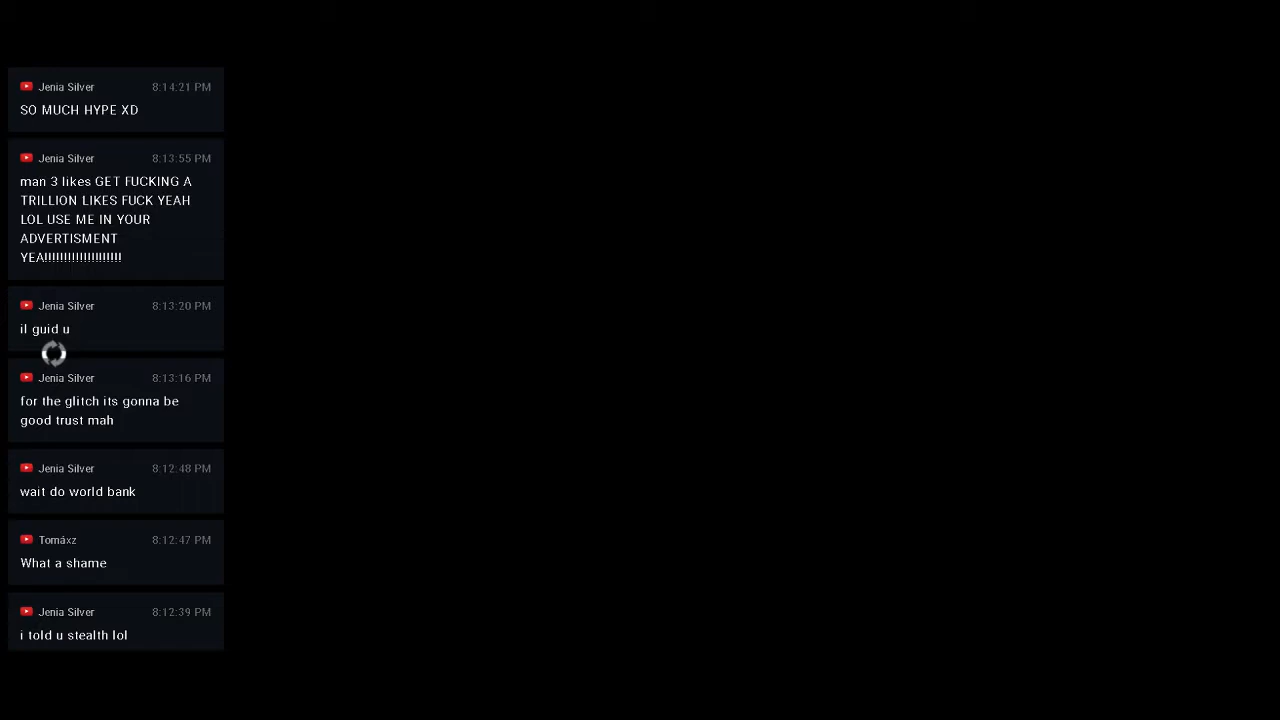 Jenia Silver 8:14:21 PM
SO MUCH HYPE XD
Jenia Silver 8:13:55 PM
man 3 likes GET FUCKING A
TRILLION LIKES FUCK YEAH
LOL USE ME IN YOUR
ADVERTISMENT
YEA!!!!!!!!!!!!!!!!!!!!
Jenia Silver 8:13:20 PM
il guid u
Jenia Silver 8:13:16 PM
for the glitch its gonna be
good trust mah
Jenia Silver 8:12:48 PM
wait do world bank
Tomáxz 8:12:47 PM
What a shame
Jenia Silver 8:12:39 PM
i told u stealth lol